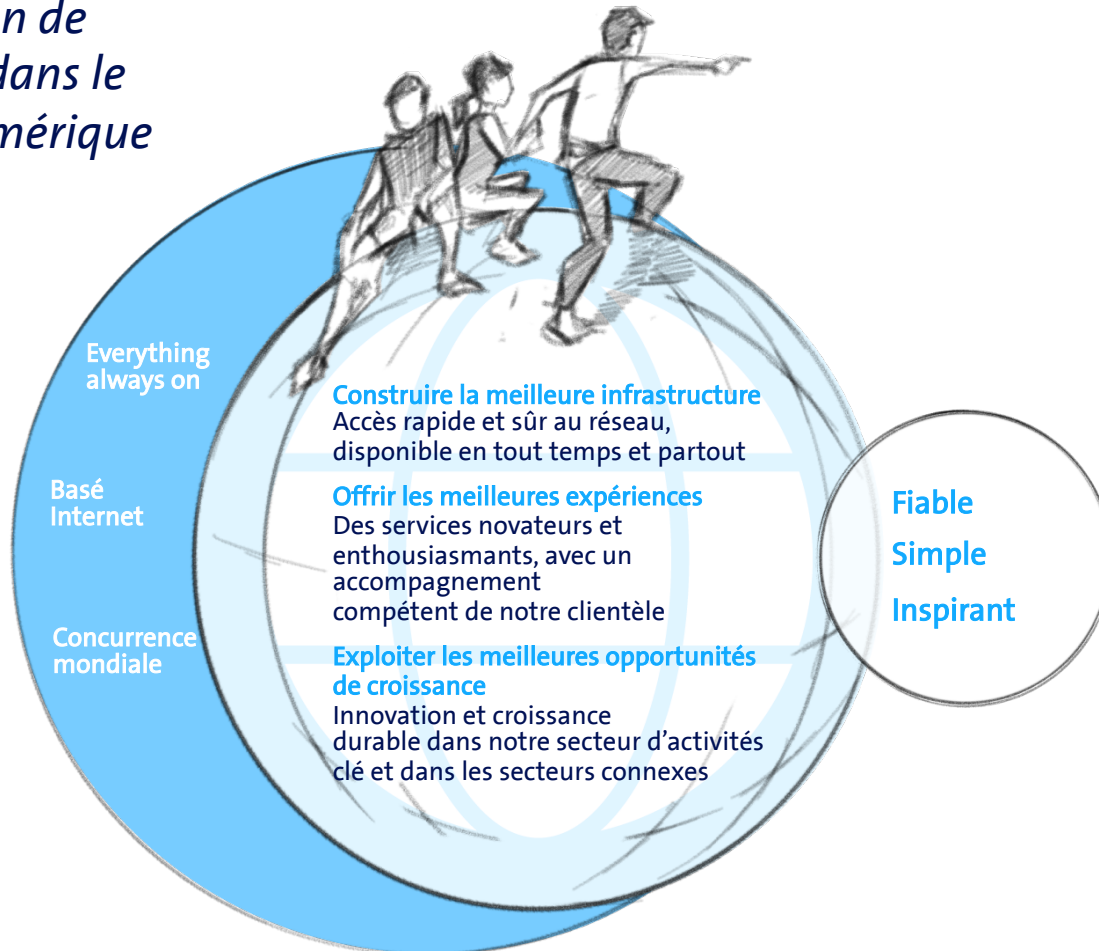 n de
dans le
mérique
Everything
always on
Basé
Internet
Concurrence
mondiale
Construire la meilleure infrastructure
Accès rapide et sûr au réseau,
disponible en tout temps et partout
Offrir les meilleures expériences
Des services novateurs et
enthousiasmants, avec un
accompagnement
compétent de notre clientèle
Exploiter les meilleures opportunités
de croissance
Innovation et croissance
durable dans notre secteur d’activités
clé et dans les secteurs connexes
Fiable
Simple
Inspirant